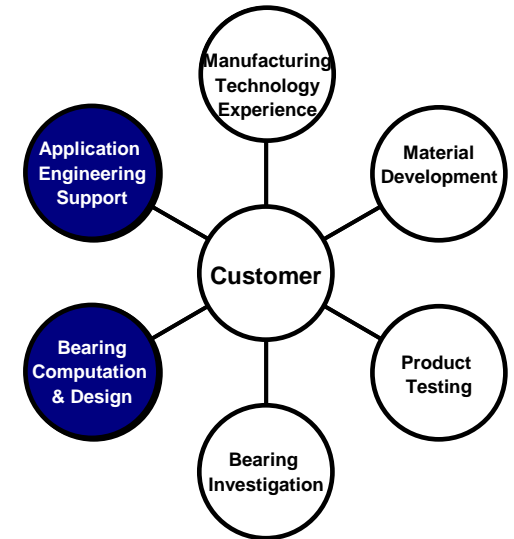 Manufacturing
Technology
Experience
Application
Engineering
Support
Material
Development
Customer
Bearing
Computation
& Design
Product
Testing
Bearing
Investigation